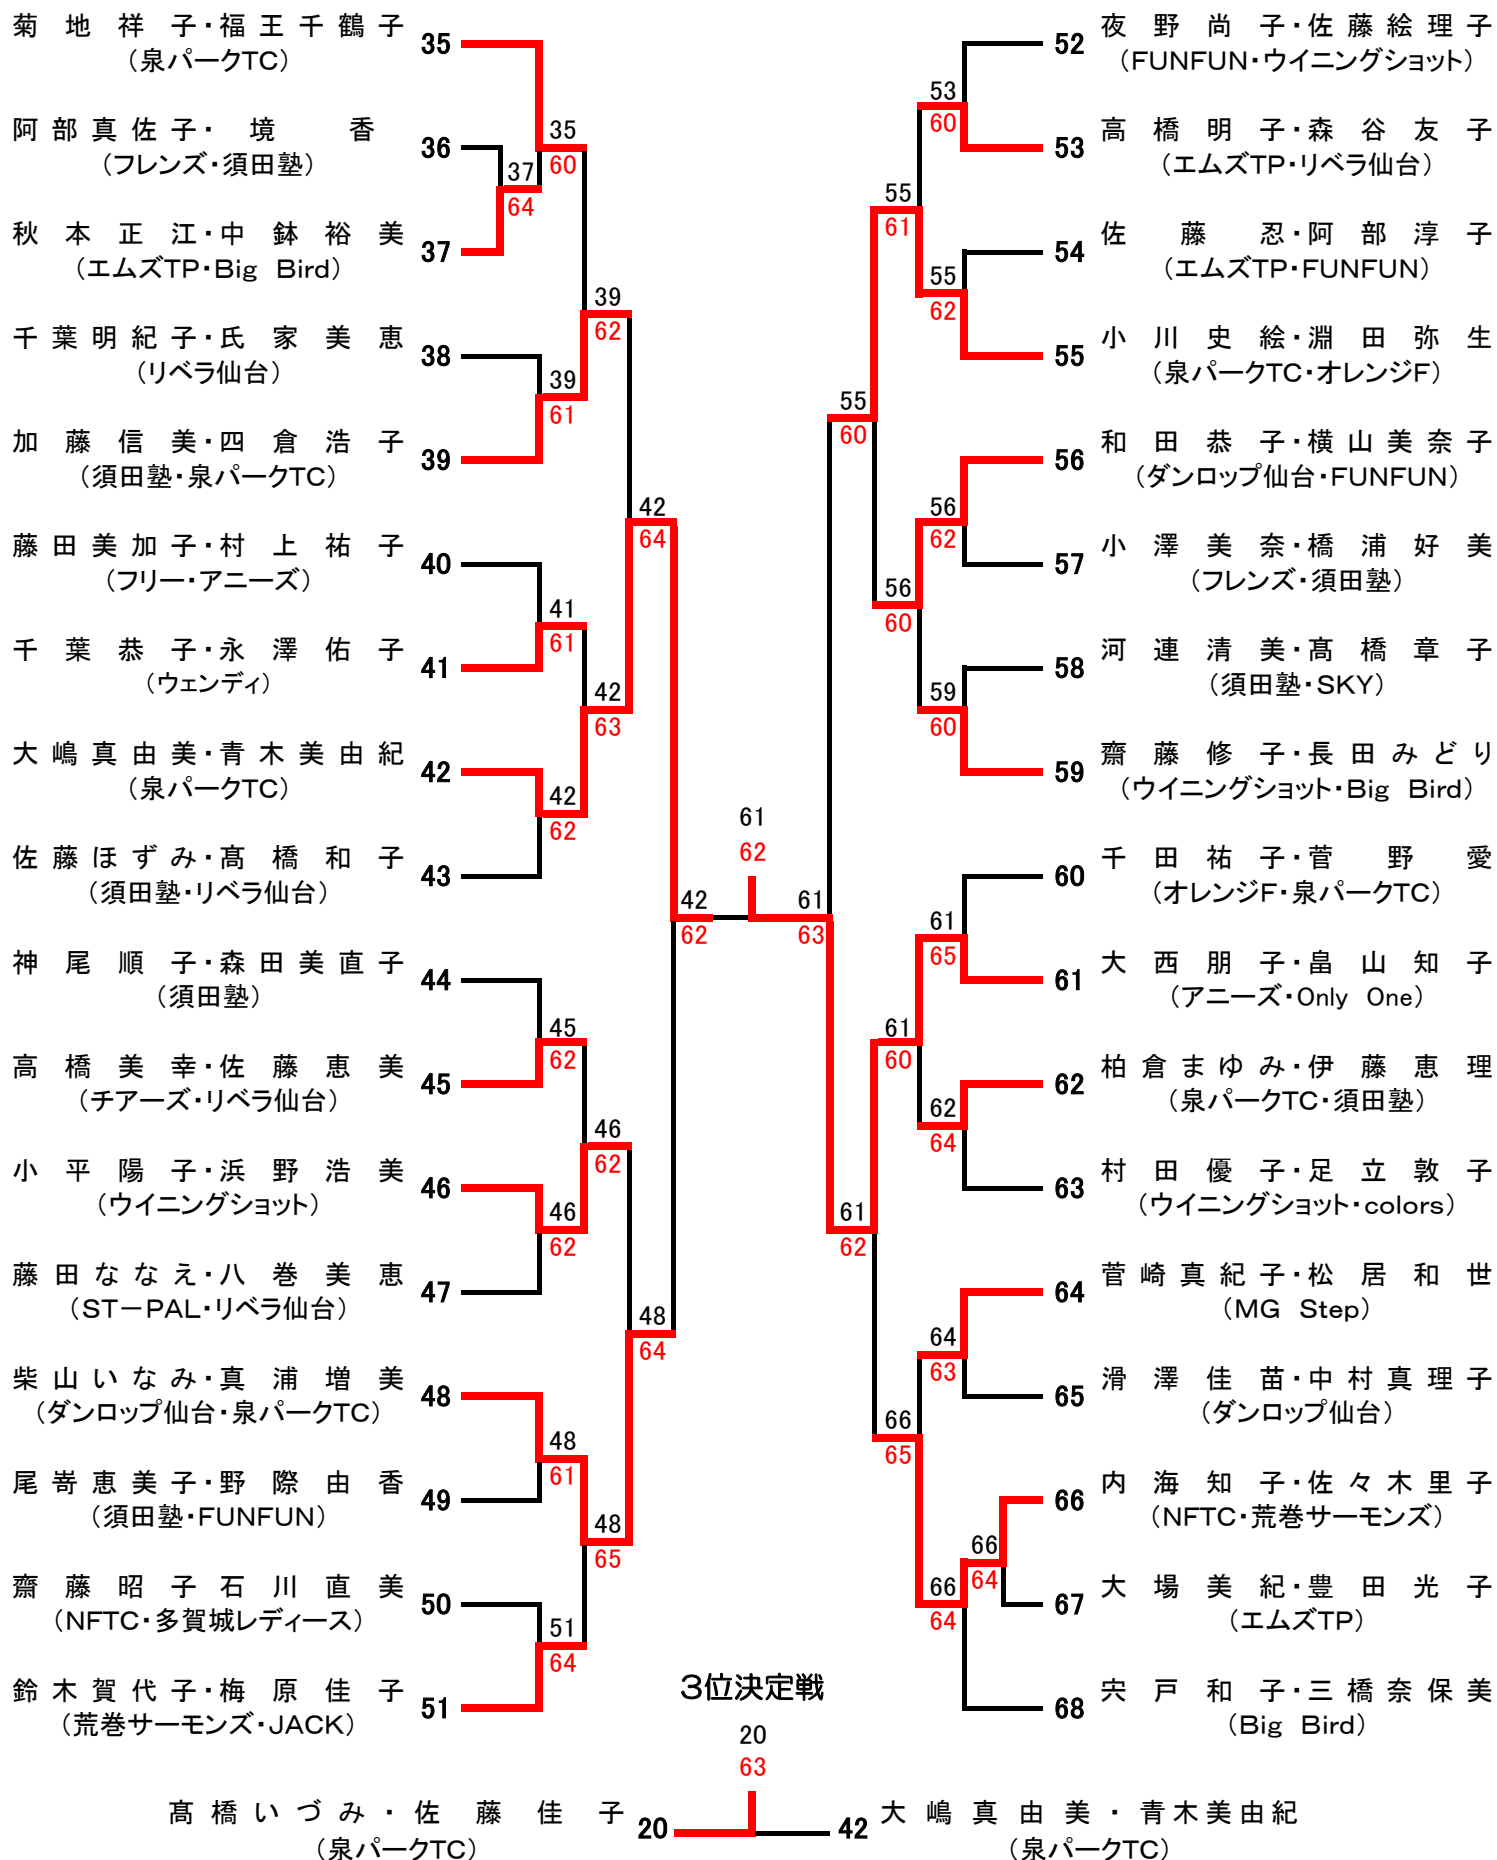 菊地祥子・福王千鶴子
（泉パークTC）
35
阿部真佐子・境香
（フレンズ・須田塾）
36
秋本正江・中鉢裕美
（エムズTP・Big Bird）
37
千葉明紀子・氏家美恵
（リベラ仙台）
38
加藤信美・四倉浩子
（須田塾・泉パークTC）
39
藤田美加子・村上祐子
（フリー・アニーズ）
40
千葉恭子・永澤佑子
（ウェンディ）
41
大嶋真由美・青木美由紀
（泉パークTC）
42
佐藤ほずみ・髙橋和子
（須田塾・リベラ仙台）
43
神尾順子・森田美直子
（須田塾）
44
高橋美幸・佐藤恵美
（チアーズ・リベラ仙台）
45
小平陽子・浜野浩美
（ウイニングショット）
46
藤田ななえ・八巻美恵
（ST－PAL・リベラ仙台）
47
柴山いなみ・真浦増美
（ダンロップ仙台・泉パークTC）
48
尾嵜恵美子・野際由香
（須田塾・FUNFUN）
49
齋藤昭子石川直美
（NFTC・多賀城レディース）
50
鈴木賀代子・梅原佳子
（荒巻サーモンズ・JACK）
51
37
64
35
60
39
61
41
61
42
62
45
62
46
62
48
61
51
64
39
62
42
63
46
62
48
65
42
64
48
64
42
62
61
62
61
63
55
60
61
62
55
61
56
60
61
60
66
65
53
60
55
62
56
62
59
60
61
65
62
64
64
63
66
64
66
64
夜野尚子・佐藤絵理子
（FUNFUN・ウイニングショット）
52
高橋明子・森谷友子
（エムズTP・リベラ仙台）
53
佐藤忍・阿部淳子
（エムズTP・FUNFUN）
54
小川史絵・淵田弥生
（泉パークTC・オレンジF）
55
和田恭子・横山美奈子
（ダンロップ仙台・FUNFUN）
56
小澤美奈・橋浦好美
（フレンズ・須田塾）
57
河連清美・髙橋章子
（須田塾・SKY）
58
齋藤修子・長田みどり
（ウイニングショット・Big Bird）
59
千田祐子・菅野愛
（オレンジF・泉パークTC）
60
大西朋子・畠山知子
（アニーズ・Only One）
61
柏倉まゆみ・伊藤恵理
（泉パークTC・須田塾）
62
村田優子・足立敦子
（ウイニングショット・colors）
63
菅崎真紀子・松居和世
（MG Step）
64
滑澤佳苗・中村真理子
（ダンロップ仙台）
65
内海知子・佐々木里子
（NFTC・荒巻サーモンズ）
66
大場美紀・豊田光子
（エムズTP）
67
宍戸和子・三橋奈保美
（Big Bird）
68
3位決定戦
20
63
髙橋いづみ・佐藤佳子
（泉パークTC）
20
42
大嶋真由美・青木美由紀
（泉パークTC）